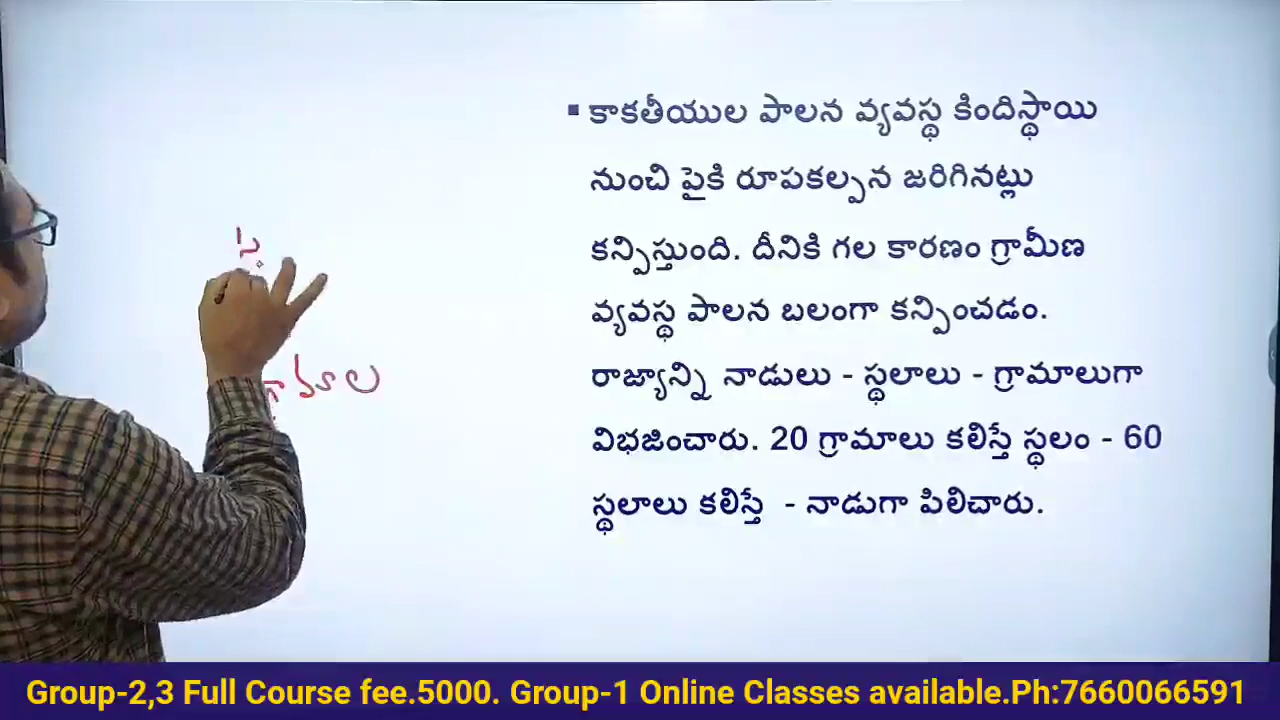 కాకతీయుల పాలన వ్యవస్థ కిందిస్థాయి
నుంచి పైకి రూపకల్పన జరిగినట్లు
కన్పిస్తుంది. దీనికి గల కారణం గ్రామీణ
వ్యవస్థ పాలన బలంగా కన్పించడం.
రాజ్యాన్ని నాడులు - స్థలాలు - గ్రామాలుగా
విభజించారు. 20 గ్రామాలు కలిస్తే స్థలం - 60
స్థలాలు కలిస్తే - నాడుగా పిలిచారు.
Group-2,3 Full Course fee.5000. Group-1 Online Classes available.Ph:7660066591